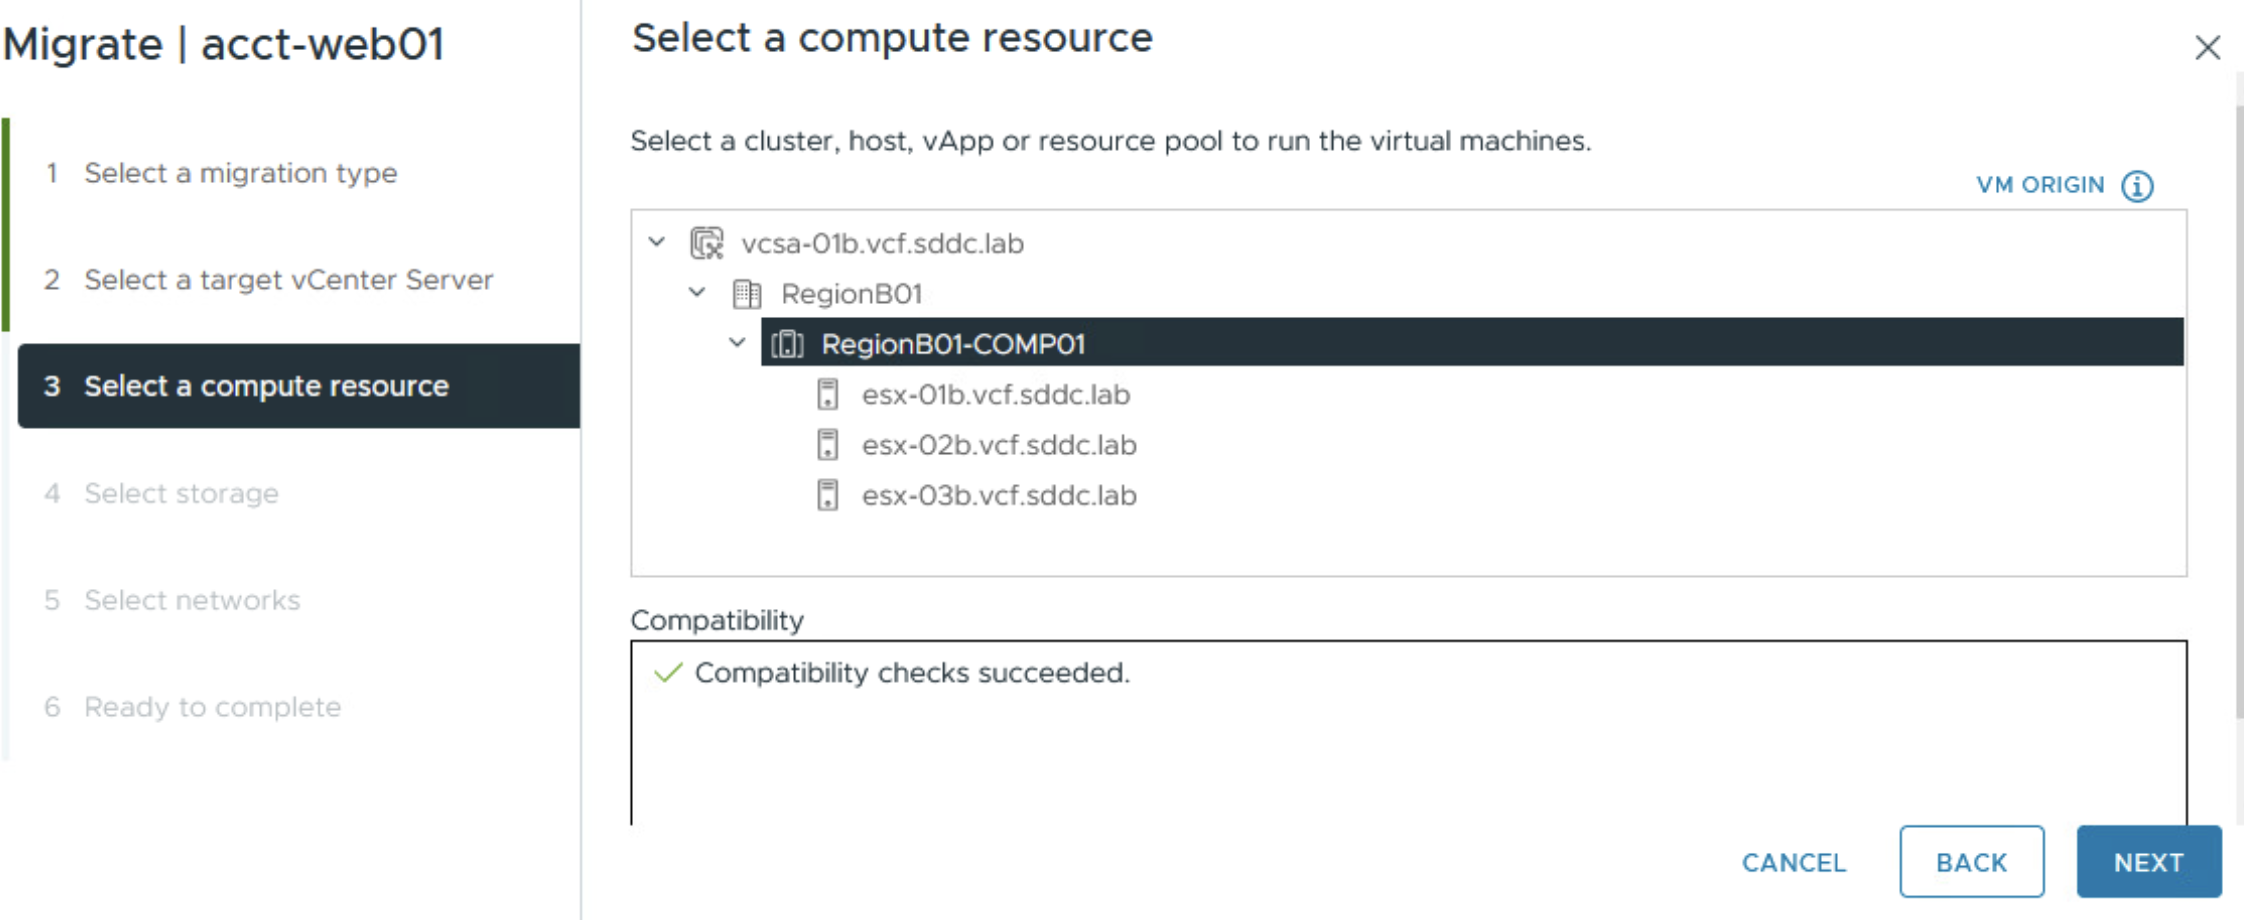 Migrate | acct-web01
1 Select a migration type
2 Select a target vCenter Server
3 Select a compute resource
4 Select storage
5 Select networks
6 Ready to complete
Select a compute resource
Select a cluster, host, vApp or resource pool to run the virtual machines.
VM ORIGIN
vcsa-01b.vcf.sddc.lab
RegionB01
RegionB01-COMP01
esx-01b.vcf.sddc.lab
esx-02b.vcf.sddc.lab
esx-03b.vcf.sddc.lab
Compatibility
Compatibility checks succeeded.
CANCEL BACK NEXT